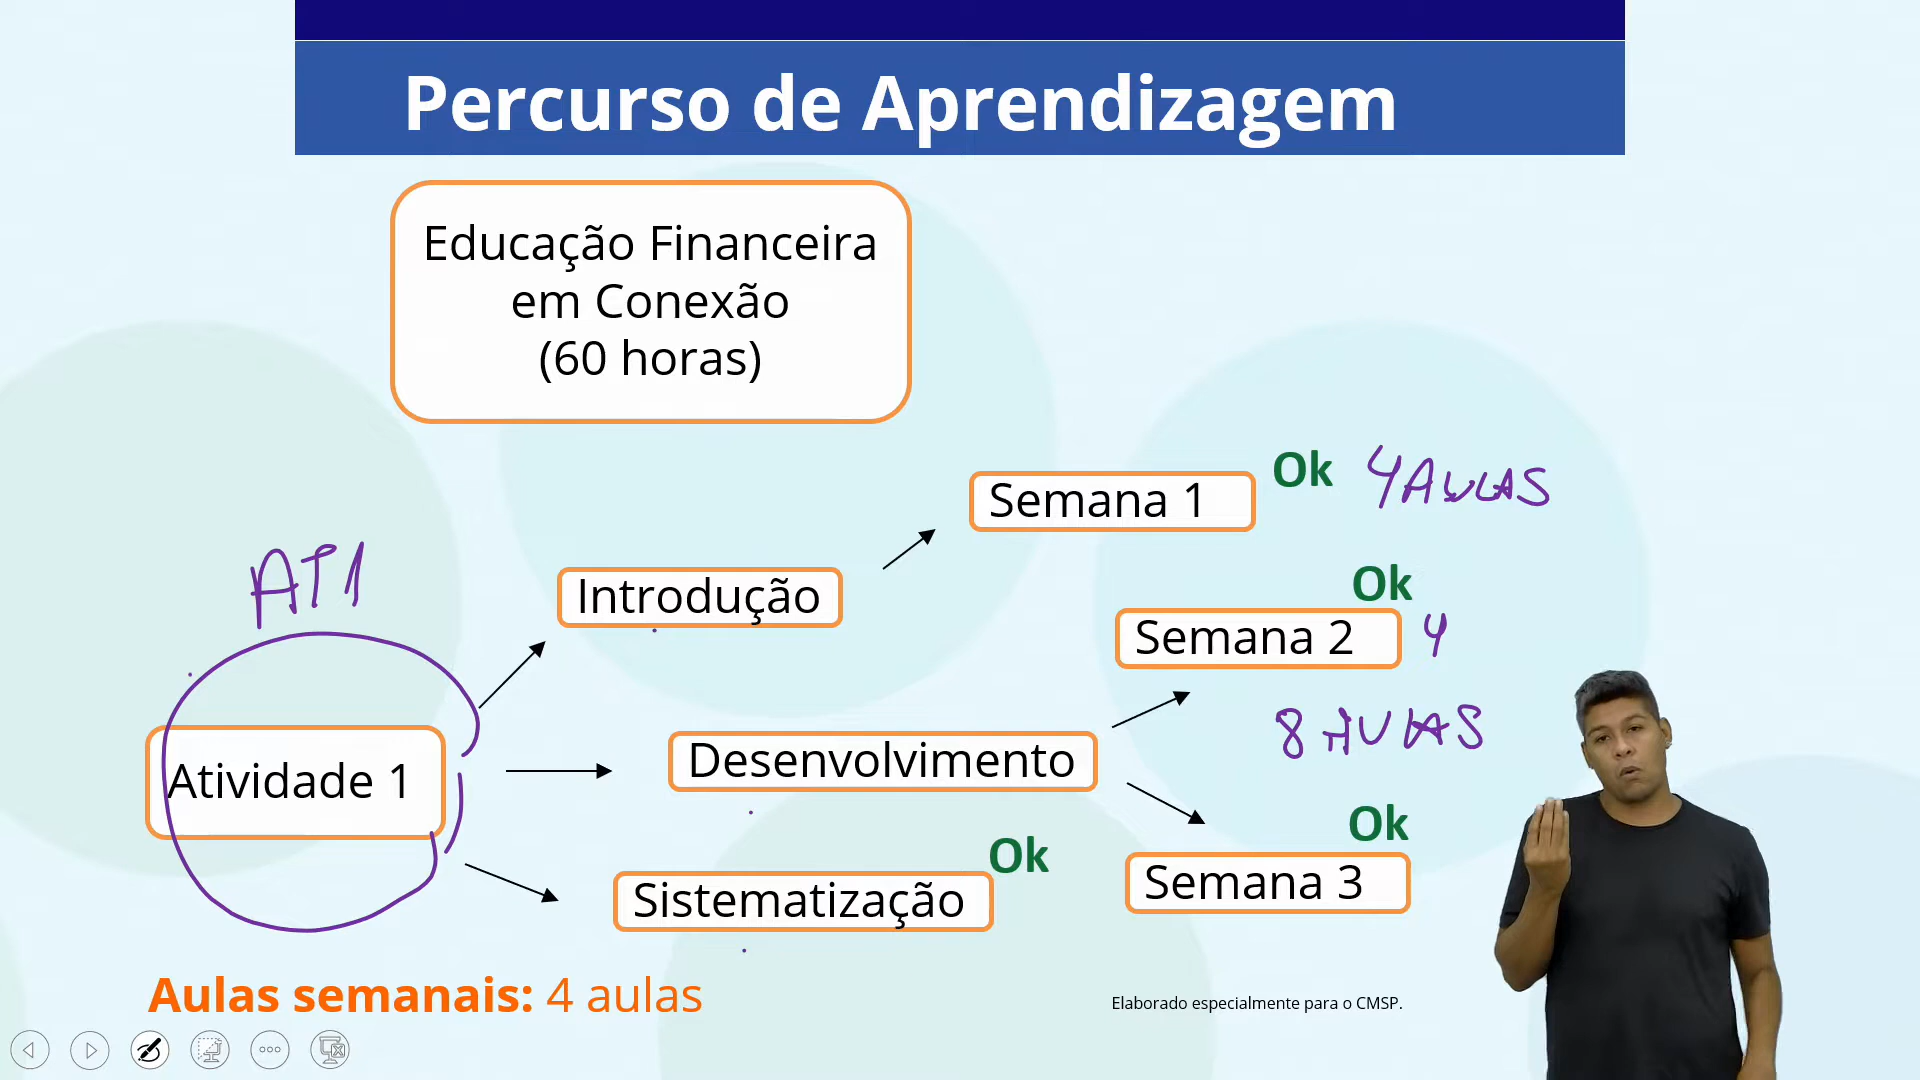 Percurso de Aprendizagem
Educação Financeira
em Conexão
(60 horas)
Ok 4 AULAS
Semana 1
AT1
Introdução
Ok
Semana 2 4
8 AULAS
Desenvolvimento
Atividade 1
Ok
Semana 3
Ok
Sistematização
Aulas semanais: 4 aulas
Elaborado especialmente para o CMSP.